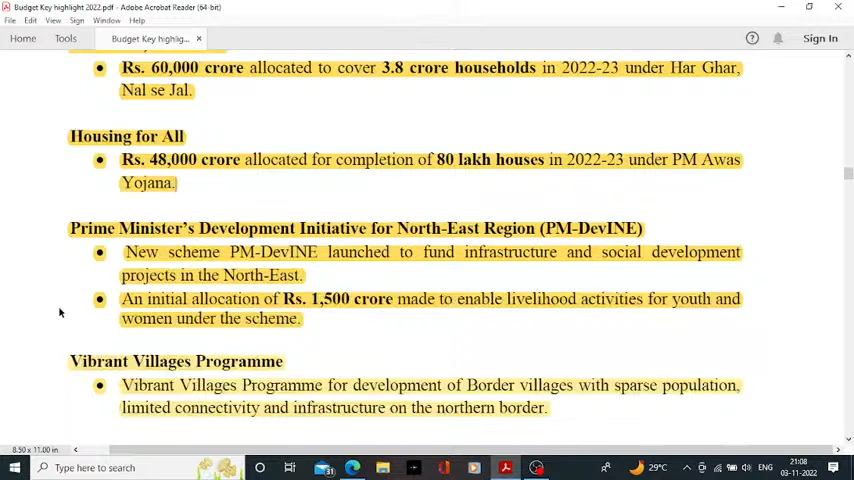 Budget Key highlight 2022.pdf - Adobe Acrobat Reader (64-bit)
File Edit View Sign Window Help
Home Tools Budget Key highlig... × Sign In
• Rs. 60,000 crore allocated to cover 3.8 crore households in 2022-23 under Har Ghar,
Nal se Jal.
Housing for All
• Rs. 48,000 crore allocated for completion of 80 lakh houses in 2022-23 under PM Awas
Yojana.
Prime Minister’s Development Initiative for North-East Region (PM-DevINE)
• New scheme PM-DevINE launched to fund infrastructure and social development
projects in the North-East.
• An initial allocation of Rs. 1,500 crore made to enable livelihood activities for youth and
women under the scheme.
Vibrant Villages Programme
• Vibrant Villages Programme for development of Border villages with sparse population,
limited connectivity and infrastructure on the northern border.
8.50 x 11.00 in
Type here to search 31 29°C ENG 21:08
03-11-2022